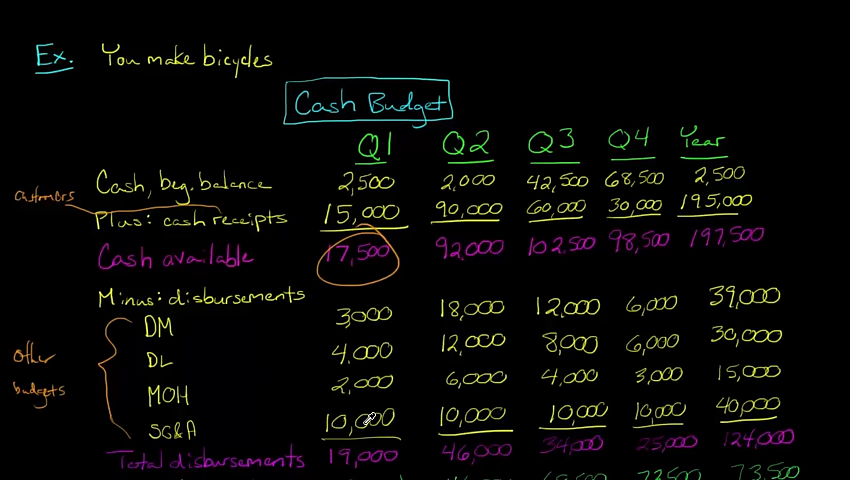 Ex. You make bicycles
Cash Budget
Q1 Q2 Q3 Q4 Year
Cash, beg. balance 2,500 2,000 42,500 68,500 2,500
customers
Plus: cash receipts 15,000 90,000 60,000 30,000 195,000
Cash available 17,500 92,000 102,500 98,500 197,500
Minus: disbursements
DM 3,000 18,000 12,000 6,000 39,000
other budgets
DL 4,000 12,000 8,000 6,000 30,000
MOH 2,000 6,000 4,000 3,000 15,000
SG&A 10,000 10,000 10,000 10,000 40,000
Total disbursements 19,000 46,000 34,000 25,000 124,000
73,500 73,500